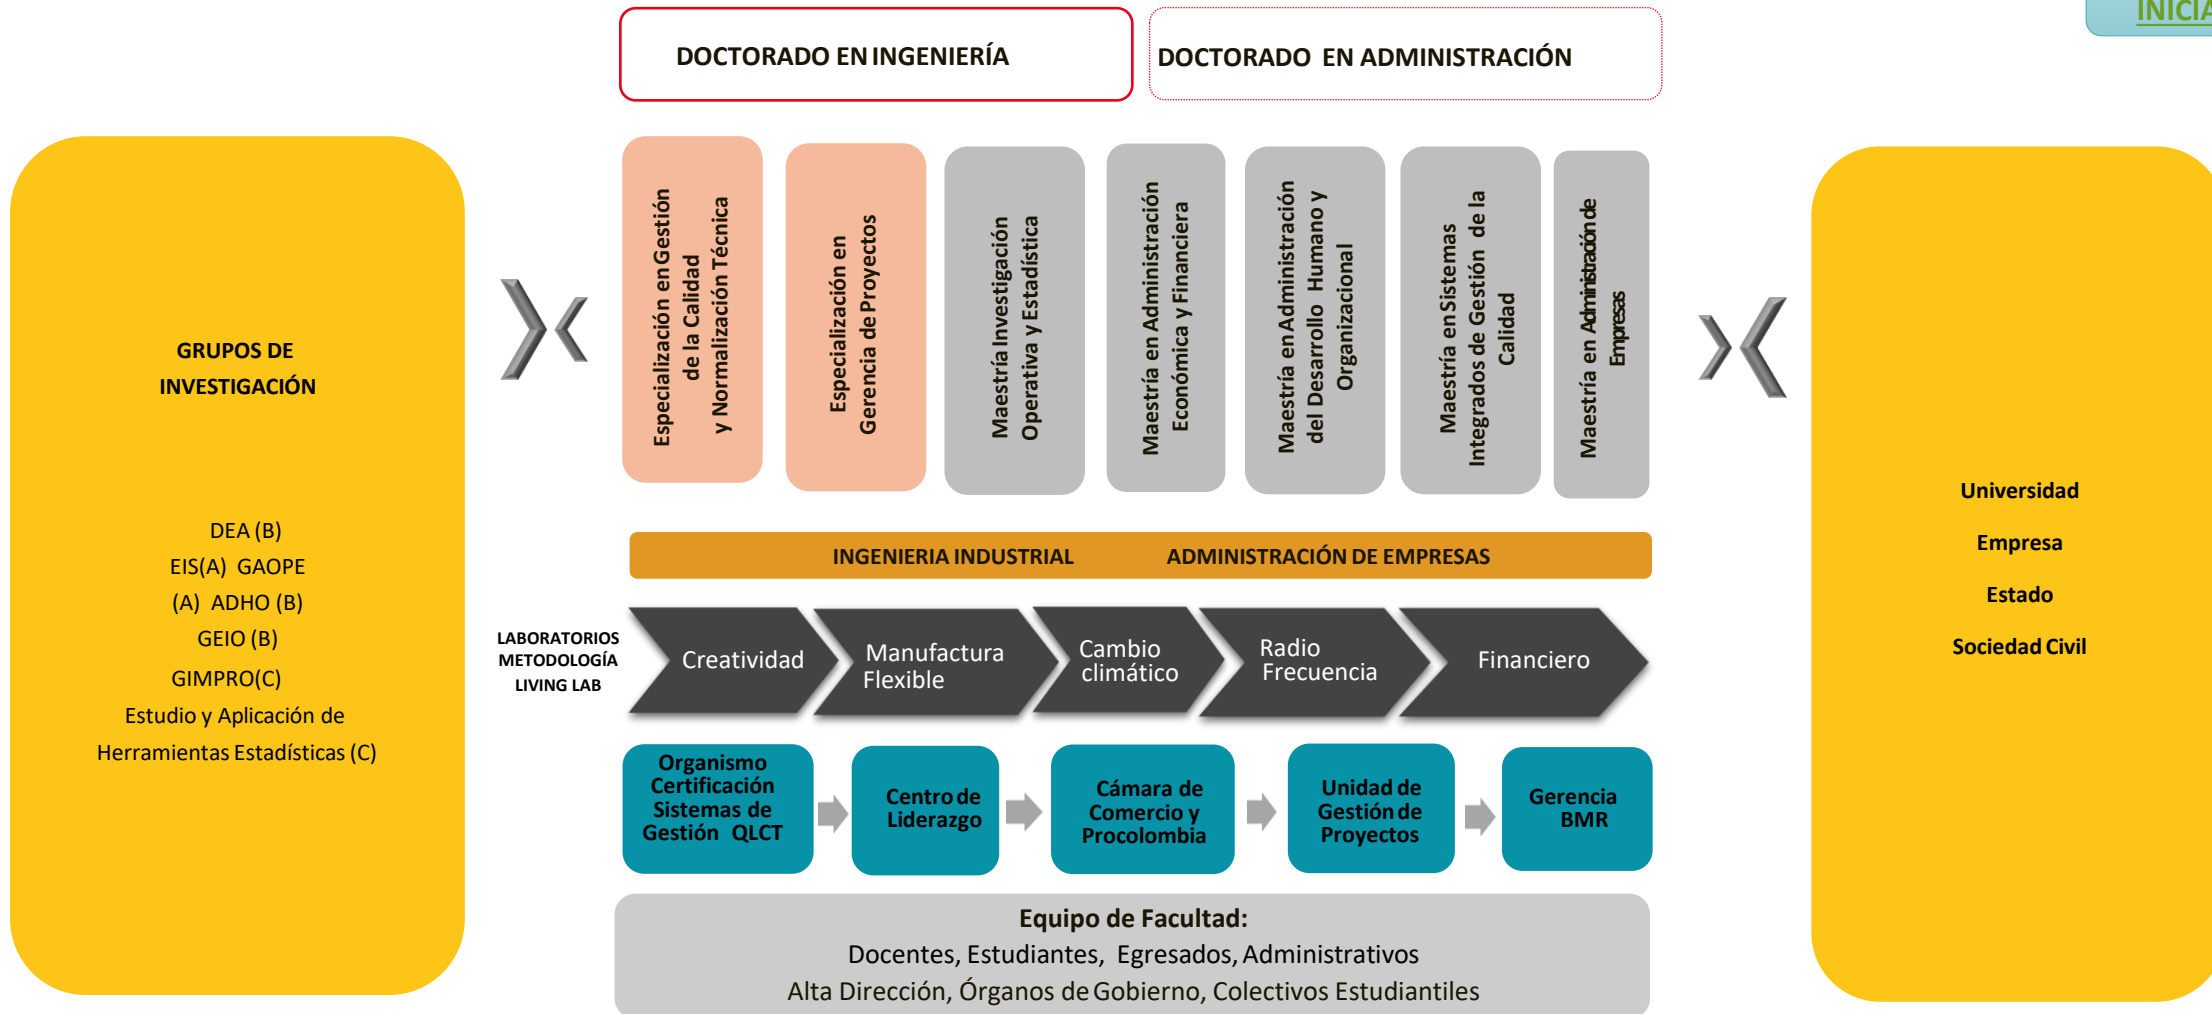 INICIA
DOCTORADO EN INGENIERÍA
DOCTORADO EN ADMINISTRACIÓN
GRUPOS DE
INVESTIGACIÓN
DEA (B)
EIS(A) GAOPE
(A) ADHO (B)
GEIO (B)
GIMPRO(C)
Estudio y Aplicación de
Herramientas Estadísticas (C)
Especialización en Gestión
de la Calidad
y Normalización Técnica
Especialización en
Gerencia de Proyectos
Maestría Investigación
Operativa y Estadística
Maestría en Administración
Económica y Financiera
Maestría en Administración
del Desarrollo Humano y
Organizacional
Maestría en Sistemas
Integrados de Gestión de la
Calidad
Maestría en Administración de
Empresas
INGENIERIA INDUSTRIAL
ADMINISTRACIÓN DE EMPRESAS
LABORATORIOS
METODOLOGÍA
LIVING LAB
Creatividad
Manufactura
Flexible
Cambio
climático
Radio
Frecuencia
Financiero
Organismo
Certificación
Sistemas de
Gestión QLCT
Centro de
Liderazgo
Cámara de
Comercio y
Procolombia
Unidad de
Gestión de
Proyectos
Gerencia
BMR
Equipo de Facultad:
Docentes, Estudiantes, Egresados, Administrativos
Alta Dirección, Órganos de Gobierno, Colectivos Estudiantiles
Universidad
Empresa
Estado
Sociedad Civil